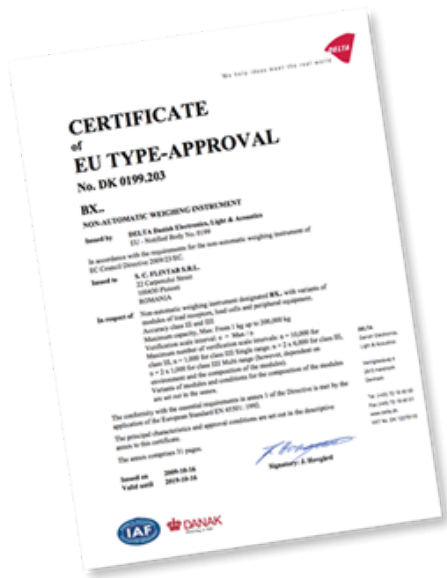 DELTA
We help ideas meet the real world
CERTIFICATE
of
EU TYPE-APPROVAL
No. DK 0199.203
BX..
NON-AUTOMATIC WEIGHING INSTRUMENT
Issued by DELTA Danish Electronics, Light & Acoustics
EU - Notified Body No. 0199
In accordance with the requirements for the non-automatic weighing instrument of
EC Council Directive 2009/23/EC.
Issued to S. C. FLINTAB S.R.L.
22 Carpenului Street
Ploiesti
ROMANIA
In respect of Non-automatic weighing instrument designated BX.. with variants of
modules of load receptors, load cells and peripheral equipment.
Accuracy class III and IIII
Maximum capacity, Max: From 1 kg up to 200,000 kg
Verification scale interval: e = Max / n
Maximum number of verification scale intervals: n = 10,000 for
class III, n = 1,000 for class IIII Single range; n = 2 x 6,000 for class III,
n = 2 x 1,000 for class IIII Multi range (however, dependent on
environment and the composition of the modules).
Variants of modules and conditions for the composition of the modules
are set out in the annex.
The conformity with the essential requirements in annex 1 of the Directive is met by the
application of the European Standard EN 45501: 1992.
The principal characteristics and approval conditions are set out in the descriptive
annex to this certificate.
The annex comprises 31 pages.
Issued on 2009-10-16
Valid until 2019-10-16
Signatory: J. Hovgård
DELTA
Danish Electronics,
Light & Acoustics
Denmark
IAF
DANAK